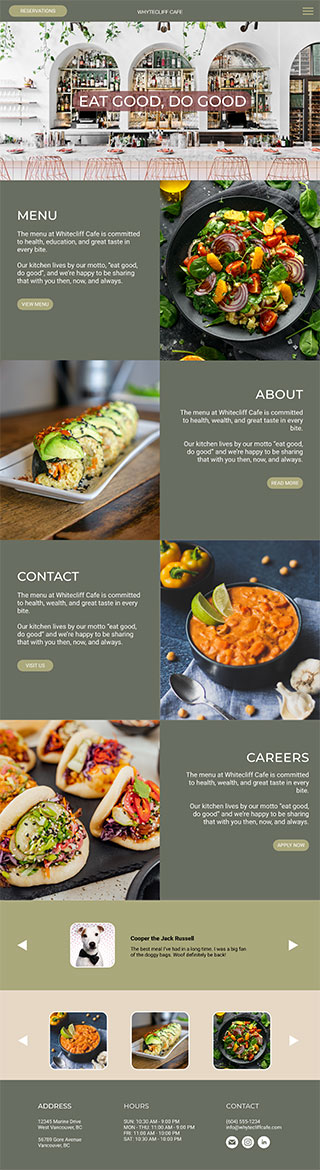 RESERVATIONS
WHYTECLIFF CAFE
EAT GOOD, DO GOOD
MENU
The menu at Whitecliff Cafe is committed
to health, education, and great taste in
every bite.
Our kitchen lives by our motto, "eat good,
do good", and we're happy to be sharing
that with you then, now, and always.
VIEW MENU
ABOUT
The menu at Whitecliff Cafe is committed
to health, wealth, and great taste in every
bite.
Our kitchen lives by our motto "eat good,
do good" and we're happy to be sharing
that with you then, now, and always.
READ MORE
CONTACT
The menu at Whitecliff Cafe is committed
to health, wealth, and great taste in every
bite.
Our kitchen lives by our motto "eat good,
do good" and we're happy to be sharing
that with you then, now, and always.
VISIT US
CAREERS
The menu at Whitecliff Cafe is committed
to health, wealth, and great taste in every
bite.
Our kitchen lives by our motto "eat good,
do good" and we're happy to be sharing
that with you then, now, and always.
APPLY NOW
Cooper the Jack Russell
The best meal I've had in a long time. I was a big fan
of the doggy bags. Woof definitely be back!
ADDRESS
12345 Marine Drive
West Vancouver, BC
56789 Gore Avenue
Vancouver, BC
HOURS
SUN: 10:30 AM - 9:00 PM
MON - THU: 11:00 AM - 9:00 PM
FRI: 11:00 AM - 10:00 PM
SAT: 10:30 AM - 10:00 PM
CONTACT
(604) 555-1234
info@whytecliffcafe.com